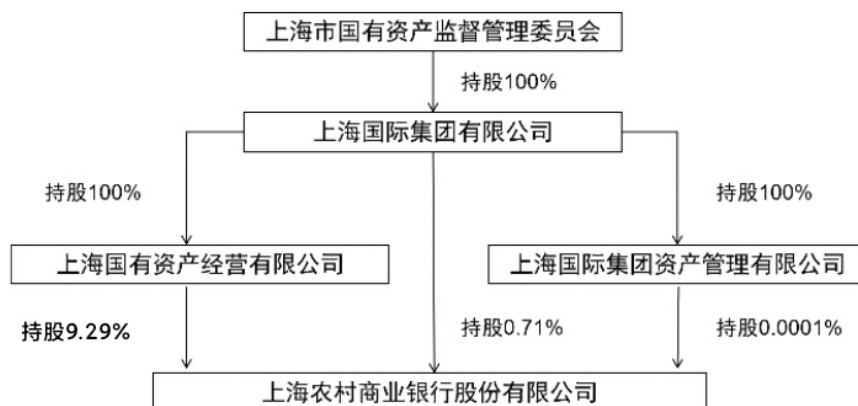 上海市国有资产监督管理委员会
持股100%
上海国际集团有限公司
持股100%
持股100%
上海国有资产经营有限公司
上海国际集团资产管理有限公司
持股9.29%
持股0.71%
持股0.0001%
上海农村商业银行股份有限公司